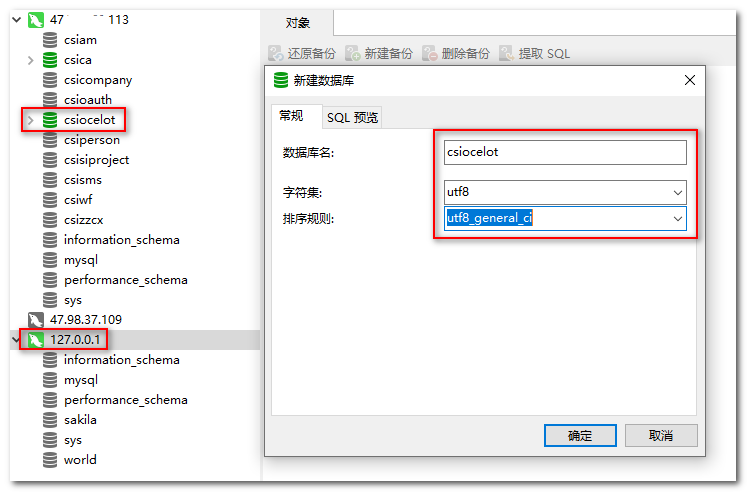 47 113
csiam
csica
csicompany
csioauth
csiocelot
csiperson
csisiproject
csisms
csiwf
csizzcx
information_schema
mysql
performance_schema
sys
47.98.37.109
127.0.0.1
information_schema
mysql
performance_schema
sakila
sys
world
对象
还原备份 新建备份 删除备份 提取 SQL
新建数据库
常规 SQL 预览
数据库名: csiocelot
字符集: utf8
排序规则: utf8_general_ci
确定 取消